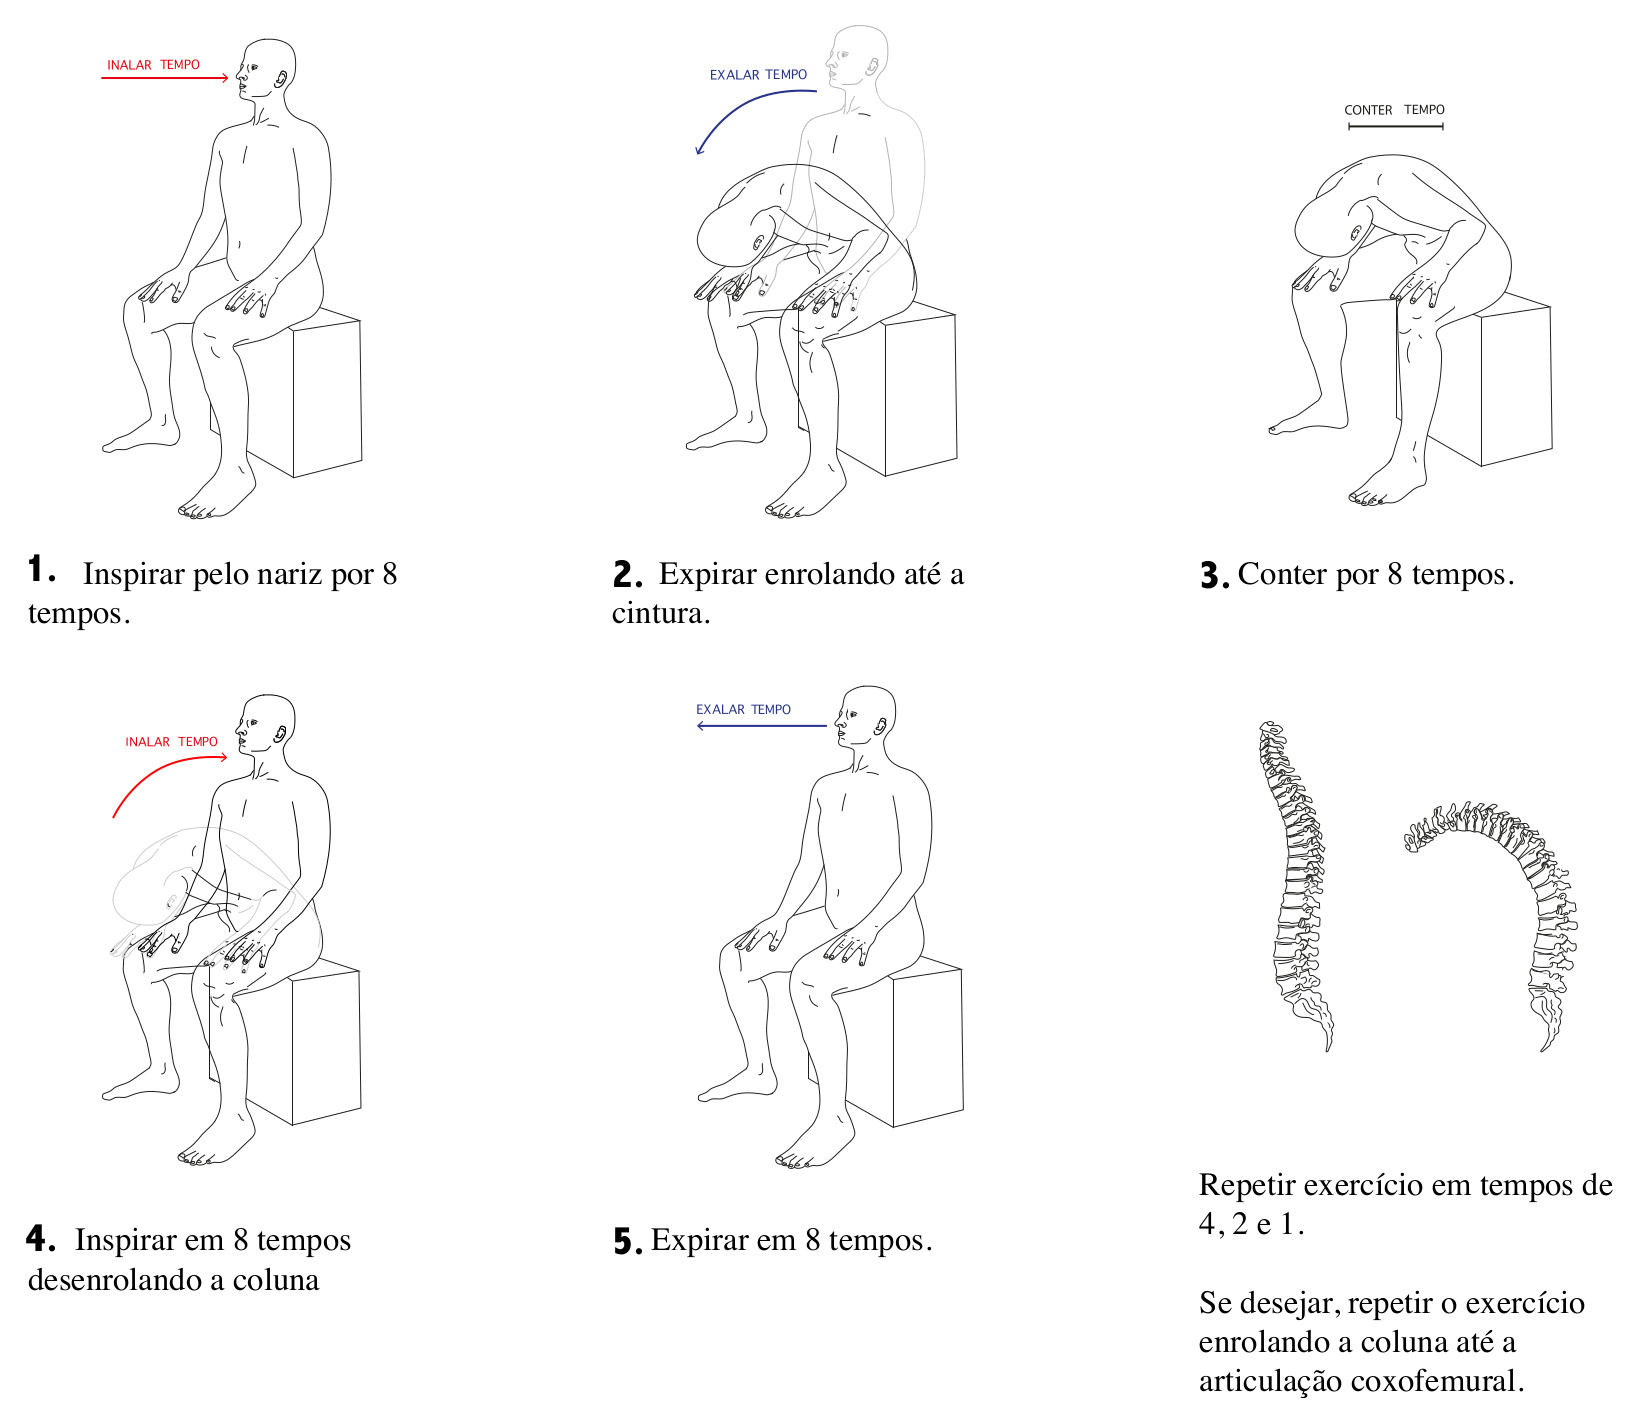 INALAR TEMPO
EXALAR TEMPO
CONTER TEMPO
1. Inspirar pelo nariz por 8
tempos.
2. Expirar enrolando até a
cintura.
3. Conter por 8 tempos.
INALAR TEMPO
EXALAR TEMPO
4. Inspirar em 8 tempos
desenrolando a coluna
5. Expirar em 8 tempos.
Repetir exercício em tempos de
4, 2 e 1.
Se desejar, repetir o exercício
enrolando a coluna até a
articulação coxofemural.